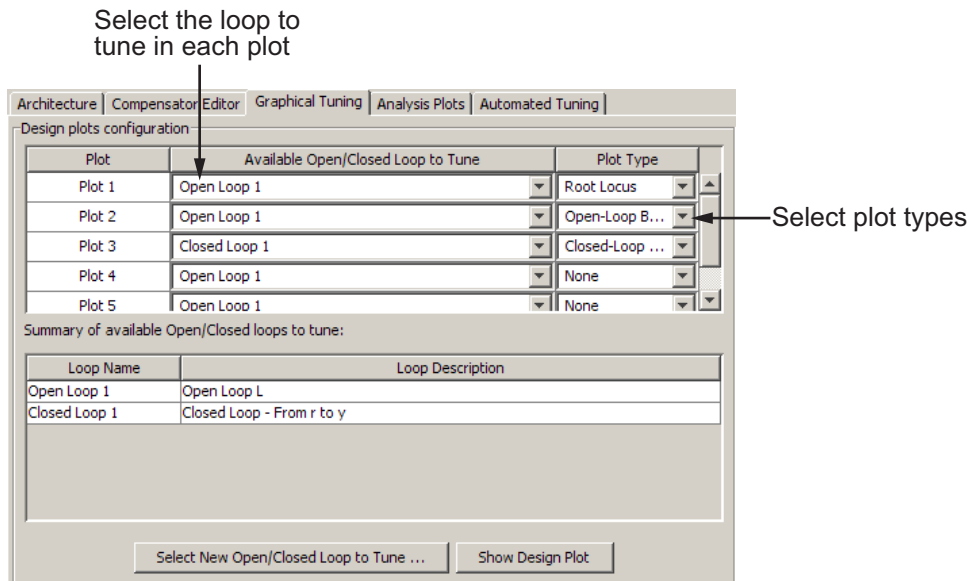 Select the loop to
tune in each plot
Architecture Compensator Editor Graphical Tuning Analysis Plots Automated Tuning
Design plots configuration
Plot Available Open/Closed Loop to Tune Plot Type
Plot 1 Open Loop 1 Root Locus
Plot 2 Open Loop 1 Open-Loop B...
Select plot types
Plot 3 Closed Loop 1 Closed-Loop ...
Plot 4 Open Loop 1 None
Plot 5 Open Loop 1 None
Summary of available Open/Closed loops to tune:
Loop Name Loop Description
Open Loop 1 Open Loop L
Closed Loop 1 Closed Loop - From r to y
Select New Open/Closed Loop to Tune ... Show Design Plot